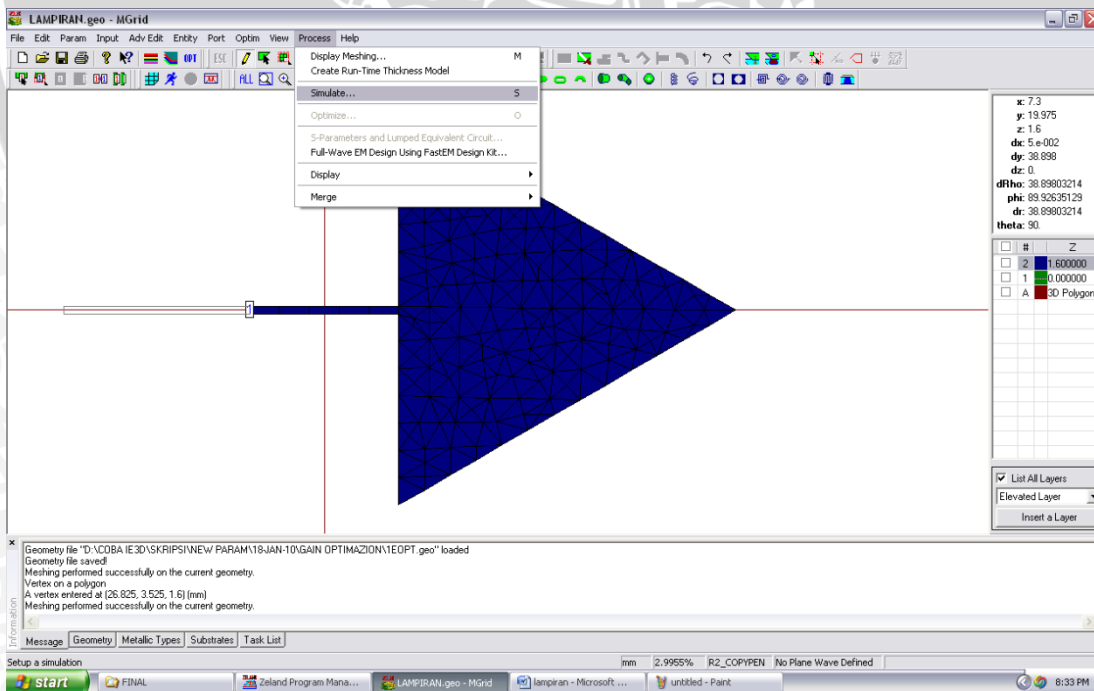 LAMPIRAN.geo - MGrid
File Edit Param Input Adv Edit Entity Port Optim View Process Help
OPT ESC
ALL
Display Meshing... M
Create Run-Time Thickness Model
Simulate... S
Optimize... O
S-Parameters and Lumped Equivalent Circuit...
Full-Wave EM Design Using FastEM Design Kit...
Display
Merge
1
x: 7.3
y: 19.975
z: 1.6
dx: 5.e-002
dy: 38.898
dz: 0.
dRho: 38.89803214
phi: 89.92635129
dr: 38.89803214
theta: 90.
# Z
2 1.600000
1 0.000000
A 3D Polygon
List All Layers
Elevated Layer
Insert a Layer
Information
Geometry file "D:\COBA IE3D\SKRIPSI\NEW PARAM\18-JAN-10\GAIN OPTIMAZION\1EOPT.geo" loaded
Geometry file saved!
Meshing performed successfully on the current geometry.
Vertex on a polygon
A vertex entered at (26.825, 3.525, 1.6) (mm)
Meshing performed successfully on the current geometry.
Message Geometry Metallic Types Substrates Task List
Setup a simulation mm 2.9955% R2_COPYPEN No Plane Wave Defined
start FINAL Zeland Program Mana... LAMPIRAN.geo - MGrid lampiran - Microsoft ... untitled - Paint 8:33 PM